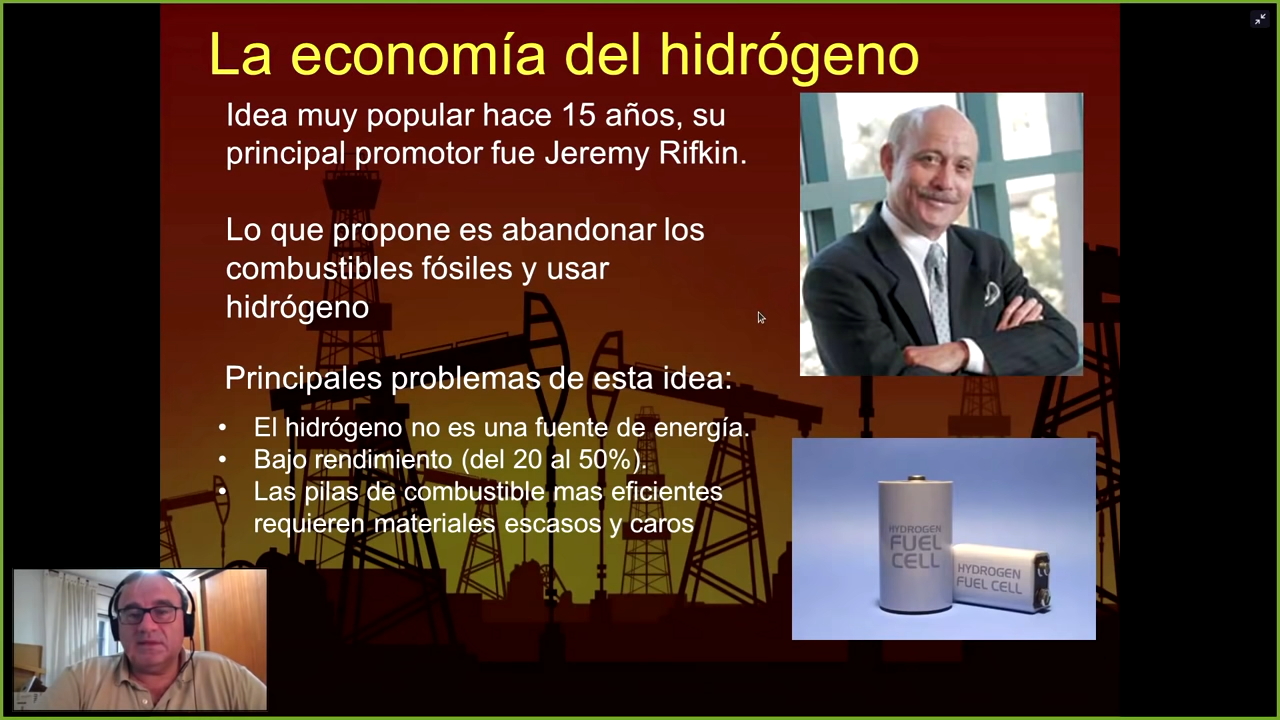 La economía del hidrógeno
Idea muy popular hace 15 años, su
principal promotor fue Jeremy Rifkin.
Lo que propone es abandonar los
combustibles fósiles y usar
hidrógeno
Principales problemas de esta idea:
• El hidrógeno no es una fuente de energía.
• Bajo rendimiento (del 20 al 50%).
• Las pilas de combustible mas eficientes
requieren materiales escasos y caros
HYDROGEN
FUEL
CELL
HYDROGEN
FUEL CELL